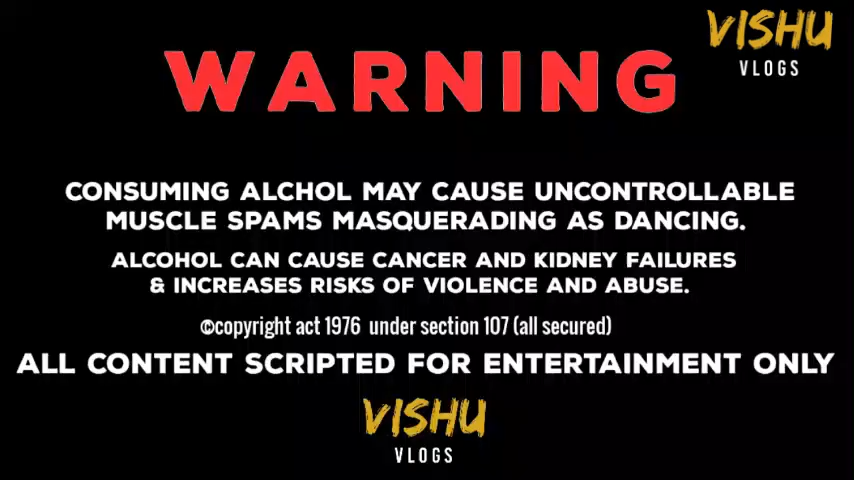 VISHU
VLOGS
WARNING
CONSUMING ALCHOL MAY CAUSE UNCONTROLLABLE
MUSCLE SPAMS MASQUERADING AS DANCING.
ALCOHOL CAN CAUSE CANCER AND KIDNEY FAILURES
& INCREASES RISKS OF VIOLENCE AND ABUSE.
©copyright act 1976 under section 107 (all secured)
ALL CONTENT SCRIPTED FOR ENTERTAINMENT ONLY
VISHU
VLOGS